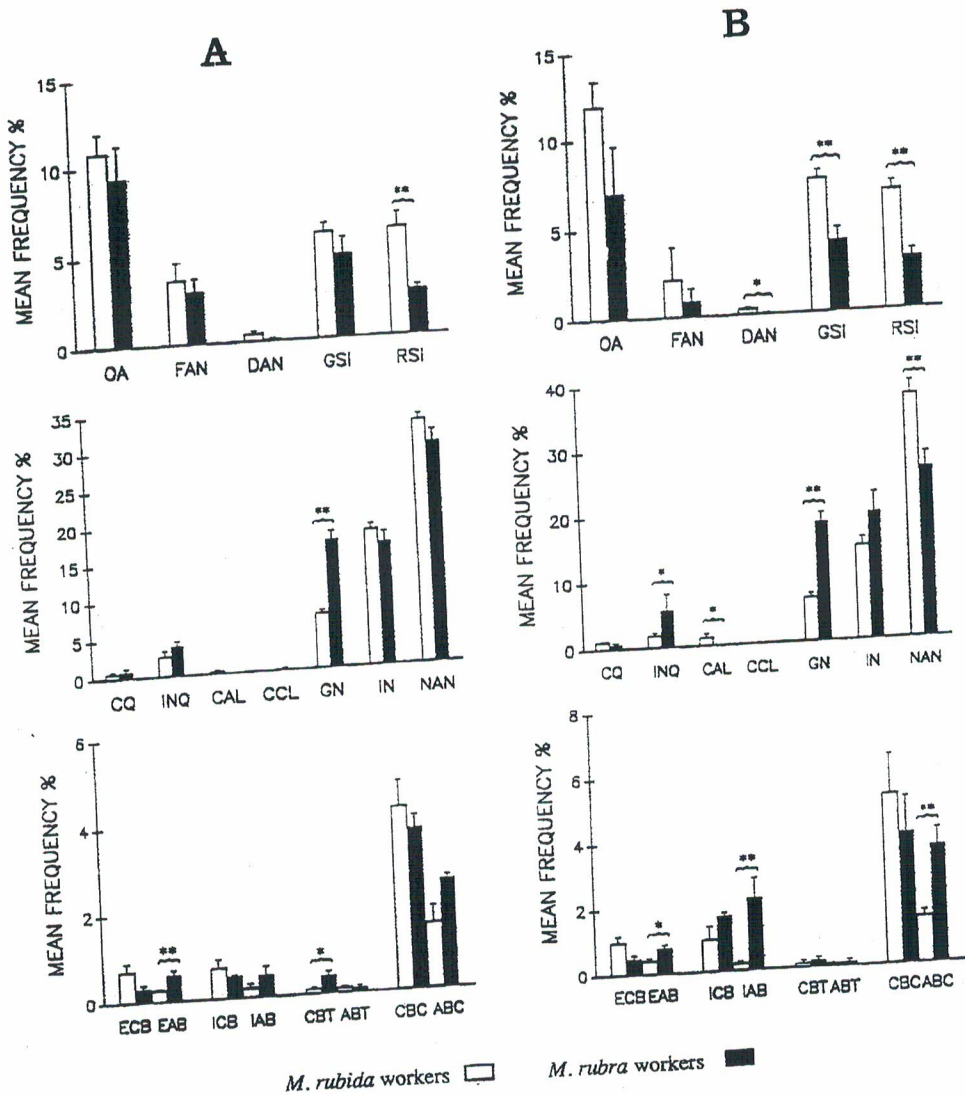 A
B
15
10
5
0
MEAN FREQUENCY %
**
OA FAN DAN GSI RSI
15
10
5
0
MEAN FREQUENCY %
*
**
**
OA FAN DAN GSI RSI
35
30
25
20
15
10
5
0
MEAN FREQUENCY %
**
CQ INQ CAL CCL GN IN NAN
40
30
20
10
0
MEAN FREQUENCY %
*
*
**
**
CQ INQ CAL CCL GN IN NAN
6
4
2
0
MEAN FREQUENCY %
**
*
ECB EAB ICB IAB CBT ABT CBC ABC
8
6
4
2
0
MEAN FREQUENCY %
*
**
**
ECB EAB ICB IAB CBT ABT CBC ABC
M. rubida workers M. rubra workers